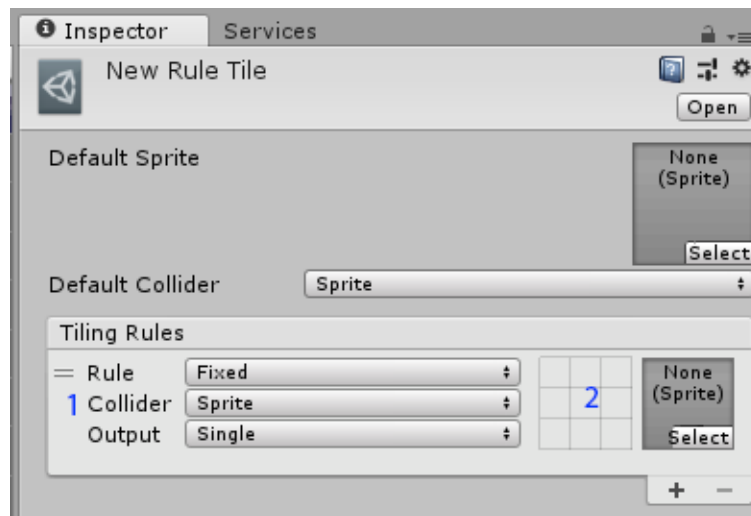 Inspector Services
New Rule Tile
Open
Default Sprite
None
(Sprite)
Select
Default Collider Sprite
Tiling Rules
Rule Fixed
1 Collider Sprite
Output Single
2
None
(Sprite)
Select
+ −